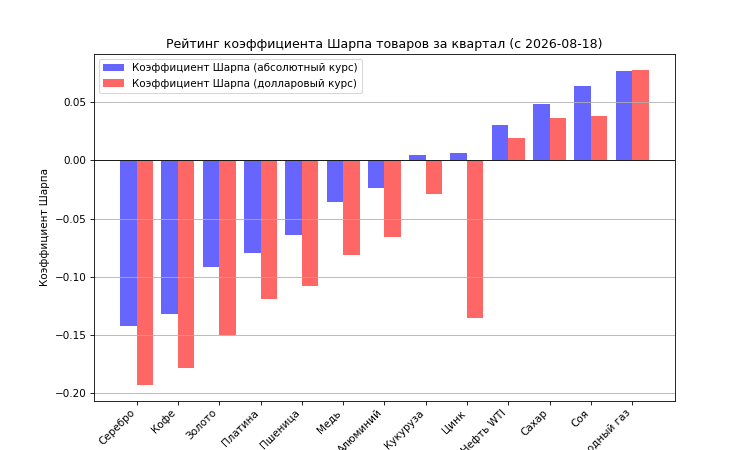 Рейтинг коэффициента Шарпа товаров за квартал (с 2026-08-18)
Коэффициент Шарпа (абсолютный курс)
Коэффициент Шарпа (долларовый курс)
Коэффициент Шарпа
0.05
0.00
−0.05
−0.10
−0.15
−0.20
Серебро
Кофе
Золото
Платина
Пшеница
Медь
Алюминий
Кукуруза
Цинк
Нефть WTI
Сахар
Соя
газ